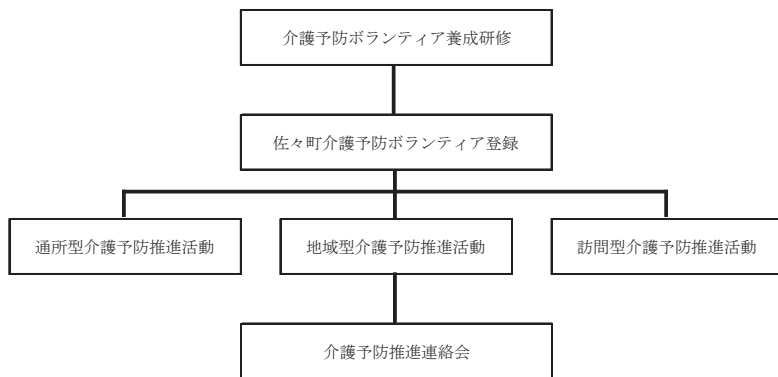 介護予防ボランティア養成研修
佐々町介護予防ボランティア登録
通所型介護予防推進活動
地域型介護予防推進活動
訪問型介護予防推進活動
介護予防推進連絡会